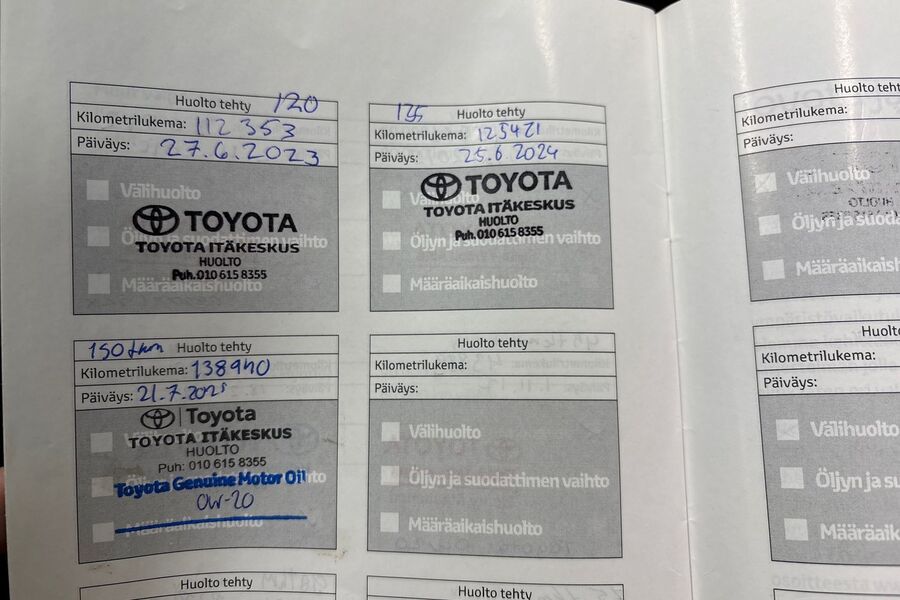 Huolto tehty 120
Kilometrilukema: 112 353
Päiväys: 27.6.2023
Välihuolto
TOYOTA
Öljyn ja suodattimen vaihto
TOYOTA ITÄKESKUS
HUOLTO
Puh. 010 615 8355
Määräaikaishuolto
Huolto tehty
Kilometrilukema: 125421
Päiväys: 25.6.2024
TOYOTA
TOYOTA ITÄKESKUS
HUOLTO
Puh. 010 615 8355
Öljyn ja suodattimen vaihto
Määräaikaishuolto
150 tkm Huolto tehty
Kilometrilukema: 138940
Päiväys: 21.7.2025
Toyota
TOYOTA ITÄKESKUS
HUOLTO
Puh: 010 615 8355
Toyota Genuine Motor Oil
0W-20
Määräaikaishuolto
Huolto tehty
Kilometrilukema:
Päiväys:
Välihuolto
Öljyn ja suodattimen vaihto
Määräaikaishuolto
Huolto tehty
Huolto tehty
Kilometrilukema:
Päiväys:
Välihuolto
HUOLTO
Öljyn ja suodat
Määräaikaish
Huolto
Kilometrilukema:
Päiväys:
Välihuolto
Öljyn ja su
Määräaik
Huolto